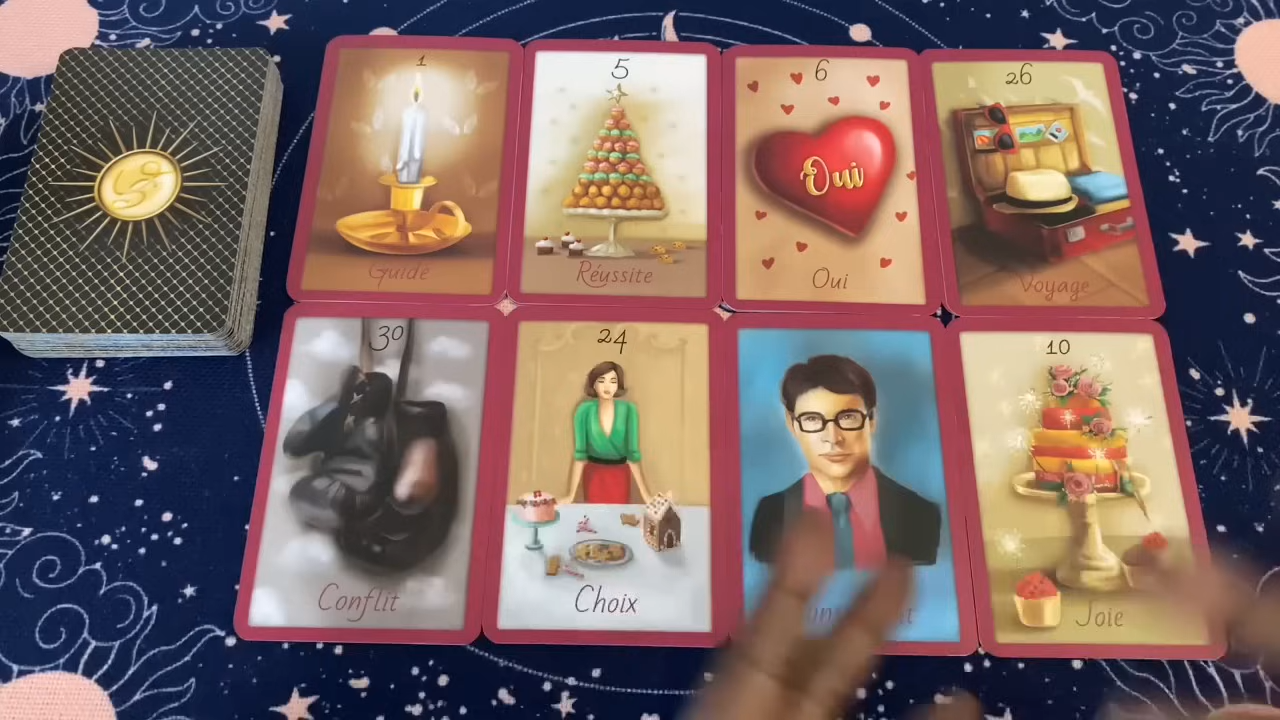 1
Guide
5
Réussite
6
Oui
Oui
26
Voyage
30
Conflit
24
Choix
10
Joie